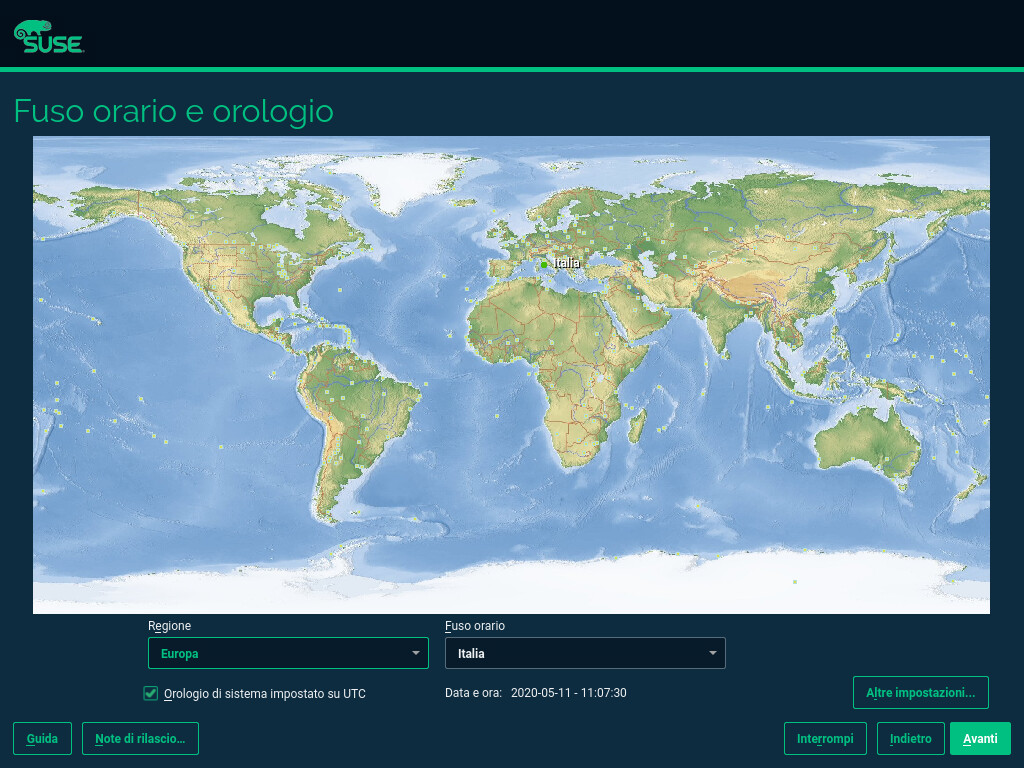 SUSE
Fuso orario e orologio
Italia
Regione
Fuso orario
Europa
Italia
Orologio di sistema impostato su UTC
Data e ora: 2020-05-11 - 11:07:30
Altre impostazioni...
Guida
Note di rilascio...
Interrompi
Indietro
Avanti